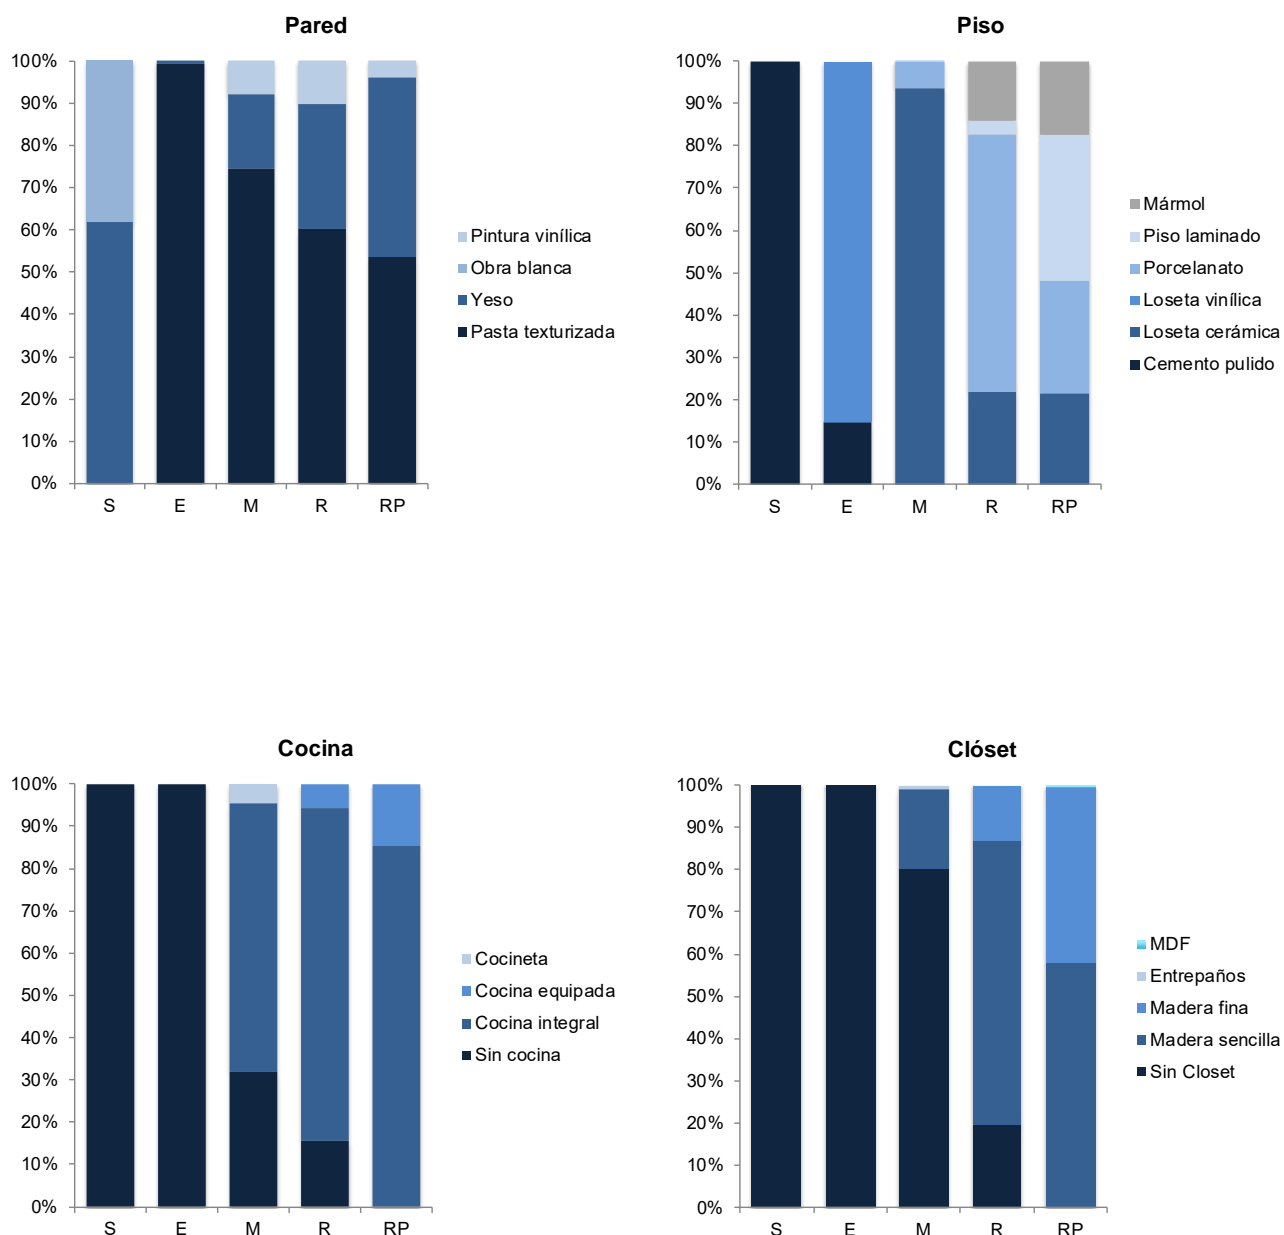 Pared
100%
90%
80%
70%
60%
50%
40%
30%
20%
10%
0%
S E M R RP
Pintura vinílica
Obra blanca
Yeso
Pasta texturizada
Piso
100%
90%
80%
70%
60%
50%
40%
30%
20%
10%
0%
S E M R RP
Mármol
Piso laminado
Porcelanato
Loseta vinílica
Loseta cerámica
Cemento pulido
Cocina
100%
90%
80%
70%
60%
50%
40%
30%
20%
10%
0%
S E M R RP
Cocineta
Cocina equipada
Cocina integral
Sin cocina
Clóset
100%
90%
80%
70%
60%
50%
40%
30%
20%
10%
0%
S E M R RP
MDF
Entrepaños
Madera fina
Madera sencilla
Sin Closet